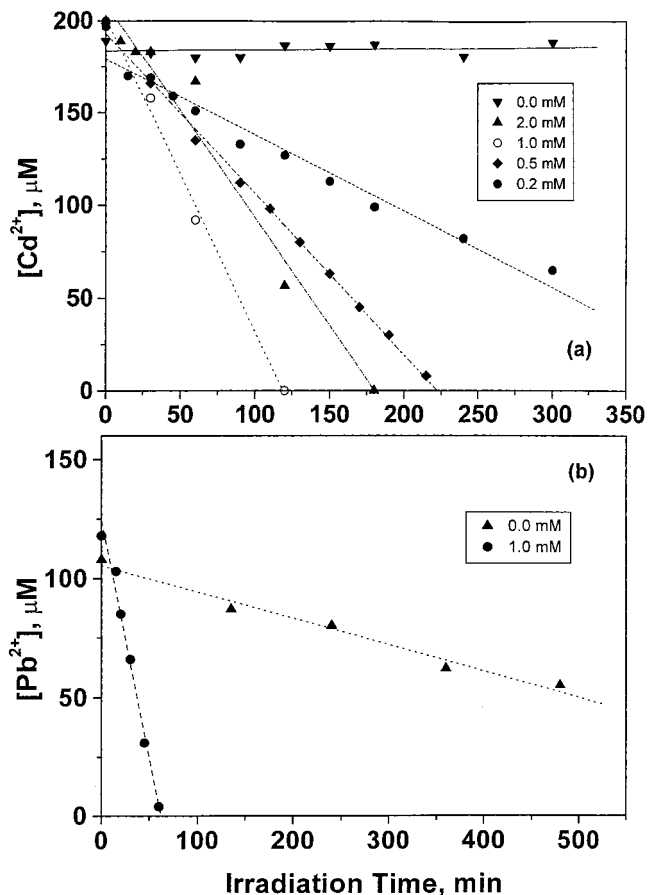 200
150
100
50
0
[Cd²⁺], μM
0.0 mM
2.0 mM
1.0 mM
0.5 mM
0.2 mM
(a)
0 50 100 150 200 250 300 350
150
100
50
0
[Pb²⁺], μM
(b)
0.0 mM
1.0 mM
0 100 200 300 400 500
Irradiation Time, min